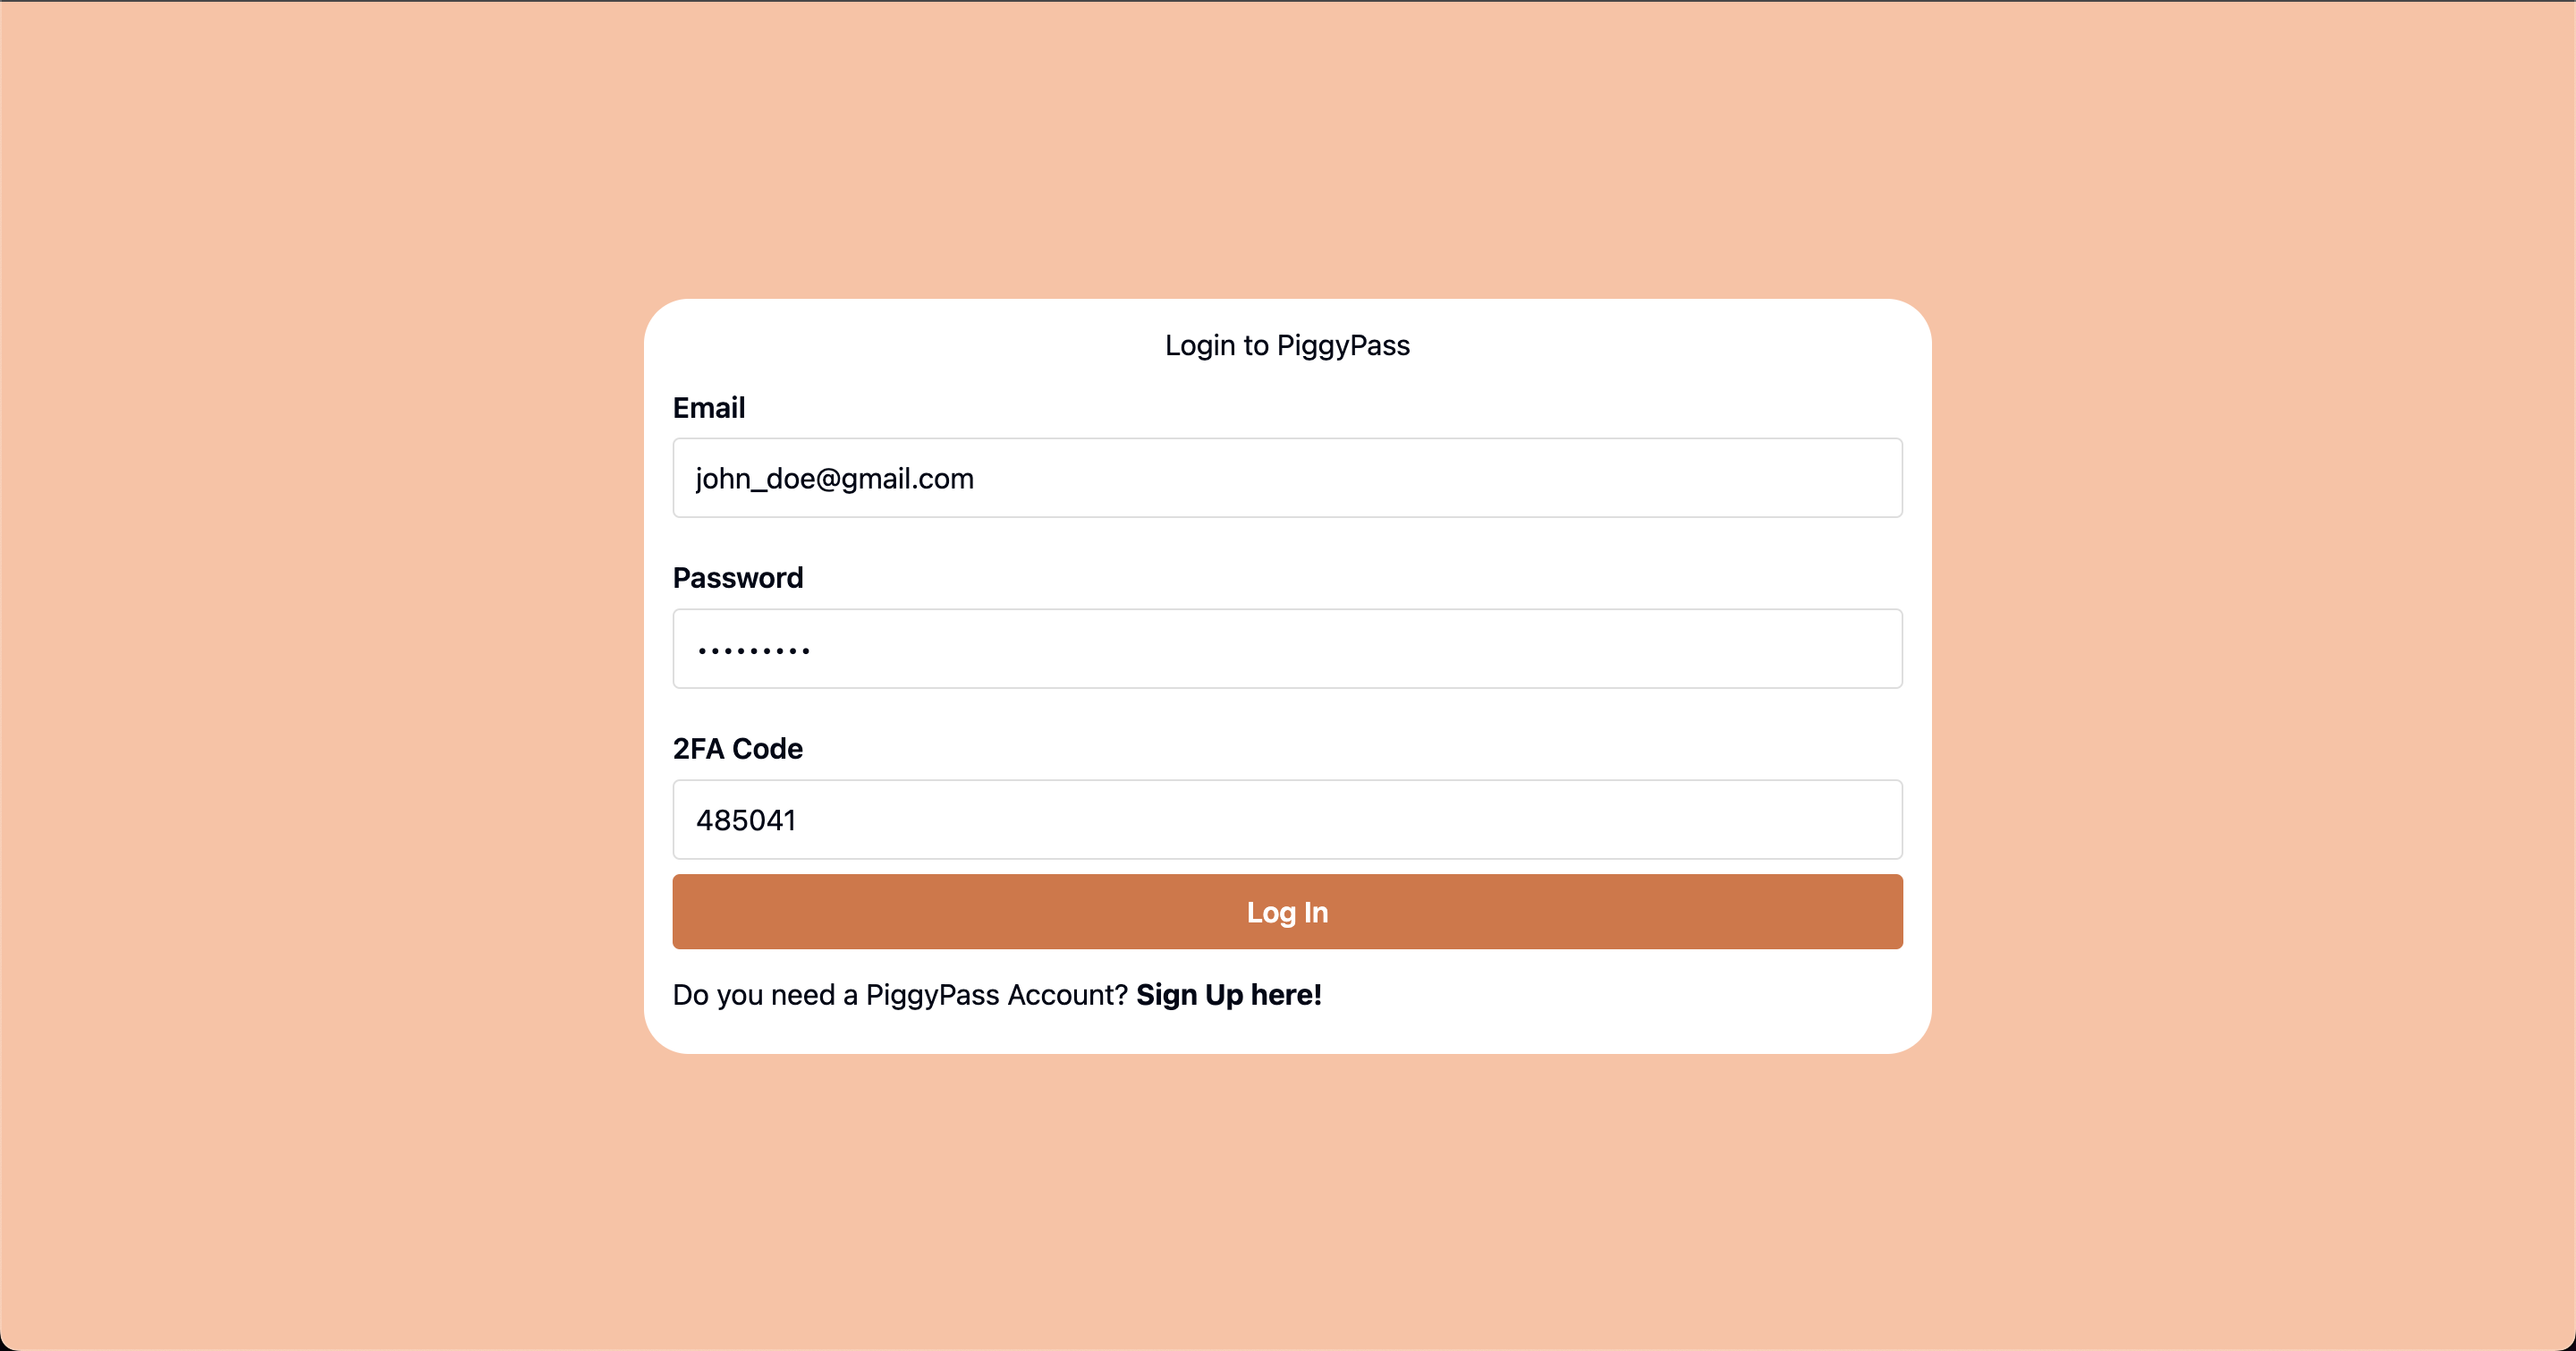 Login to PiggyPass
Email
john_doe@gmail.com
Password
•••••••••
2FA Code
485041
Log In
Do you need a PiggyPass Account? Sign Up here!